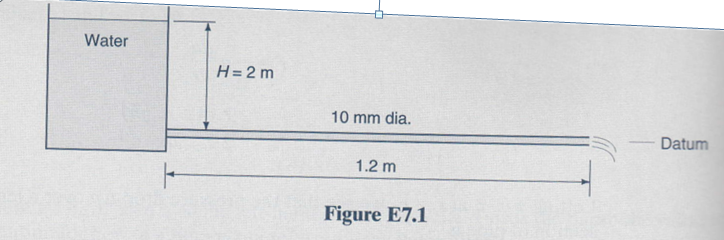 Water
H = 2 m
10 mm dia.
Datum
1.2 m
Figure E7.1